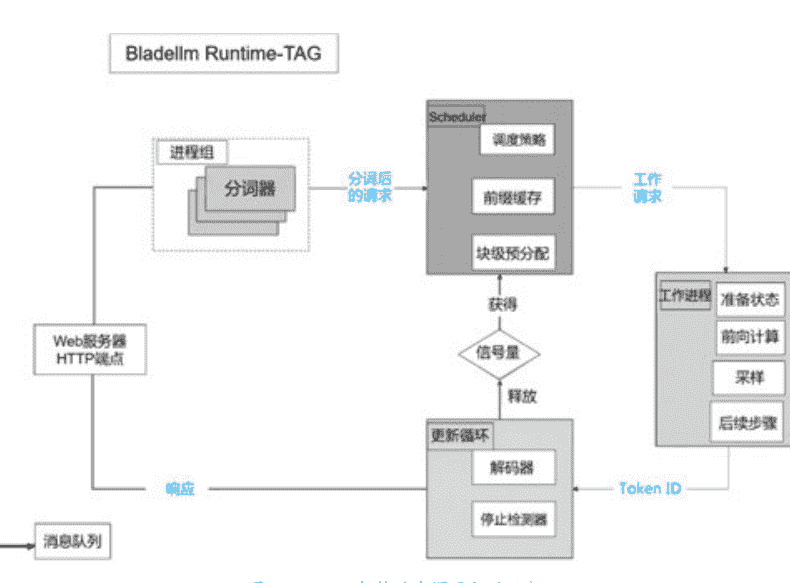 Bladellm Runtime-TAG
进程组
分词器
分词后
的请求
Scheduler
调度策略
前缀缓存
块级预分配
工作
请求
工作进程
准备状态
前向计算
采样
后续步骤
获得
信号量
释放
Web服务器
HTTP端点
更新循环
解码器
停止检测器
响应
Token ID
消息队列